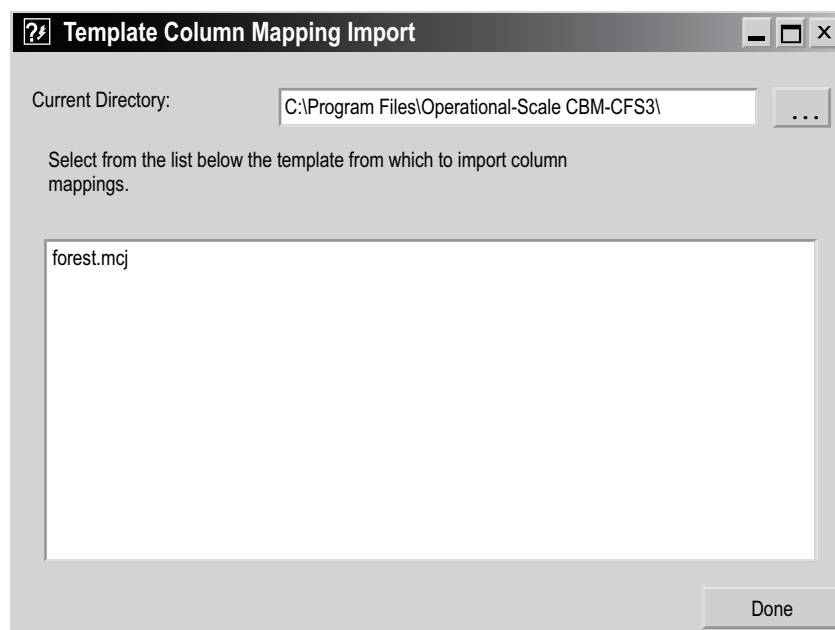 Template Column Mapping Import
Current Directory:
C:\Program Files\Operational-Scale CBM-CFS3\
...
Select from the list below the template from which to import column
mappings.
forest.mcj
Done